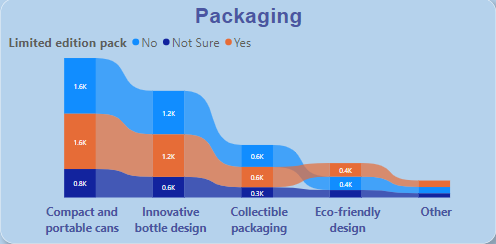 Packaging
Limited edition pack No Not Sure Yes
1.6K
1.6K
0.8K
1.2K
1.2K
0.6K
0.6K
0.6K
0.3K
0.4K
0.4K
Compact and
portable cans
Innovative
bottle design
Collectible
packaging
Eco-friendly
design
Other